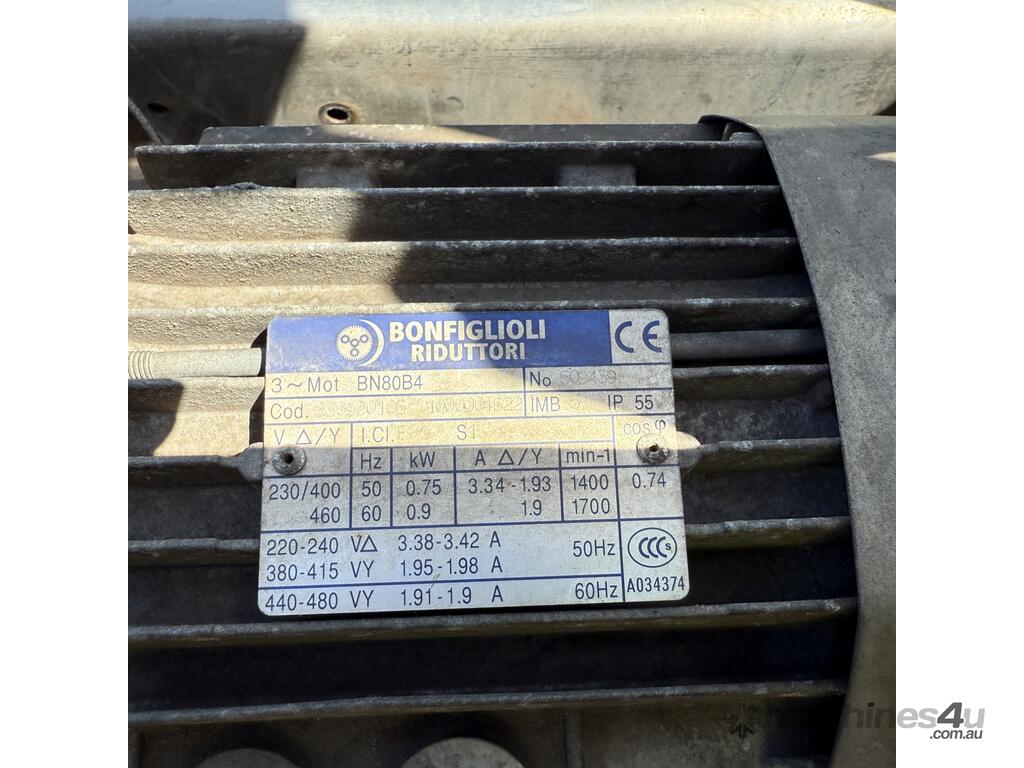 BONFIGLIOLI
RIDUTTORI
CE
3~Mot BN80B4 No
Cod. IMB IP 55
V Δ/Y I.Cl. S1 cos φ
Hz kW A Δ/Y min-1
230/400 50 0.75 3.34-1.93 1400 0.74
460 60 0.9 1.9 1700
220-240 VΔ 3.38-3.42 A 50Hz
380-415 VY 1.95-1.98 A
CCC S
440-480 VY 1.91-1.9 A 60Hz A034374
machines4u
.com.au